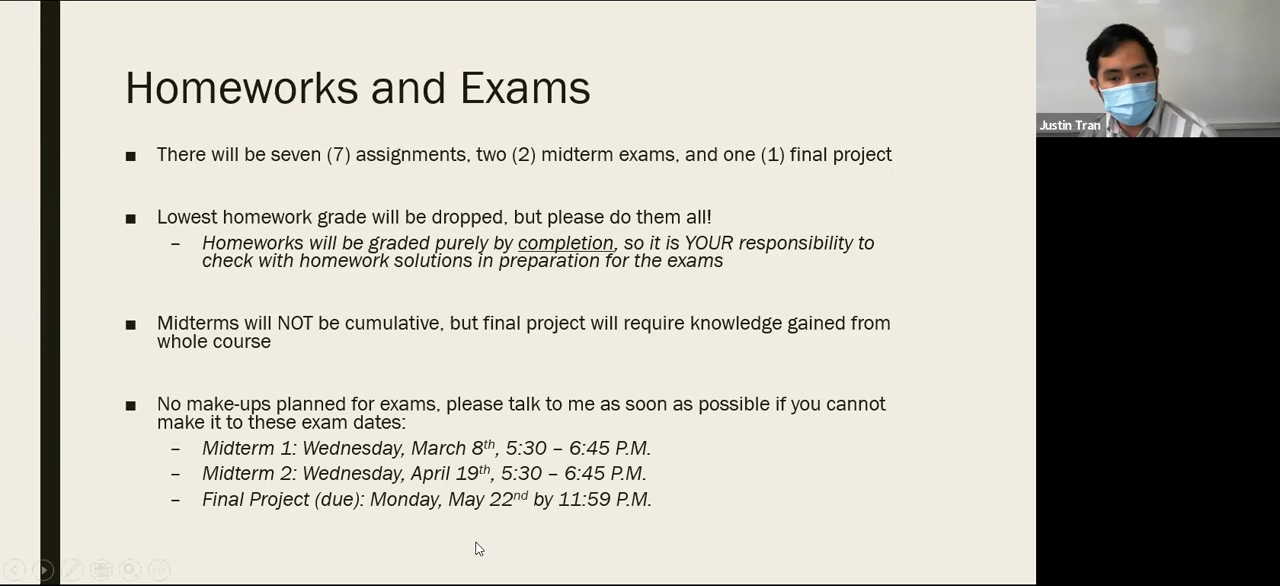 Homeworks and Exams
Justin Tran
■ There will be seven (7) assignments, two (2) midterm exams, and one (1) final project
■ Lowest homework grade will be dropped, but please do them all!
– Homeworks will be graded purely by completion, so it is YOUR responsibility to
check with homework solutions in preparation for the exams
■ Midterms will NOT be cumulative, but final project will require knowledge gained from
whole course
■ No make-ups planned for exams, please talk to me as soon as possible if you cannot
make it to these exam dates:
– Midterm 1: Wednesday, March 8th, 5:30 – 6:45 P.M.
– Midterm 2: Wednesday, April 19th, 5:30 – 6:45 P.M.
– Final Project (due): Monday, May 22nd by 11:59 P.M.